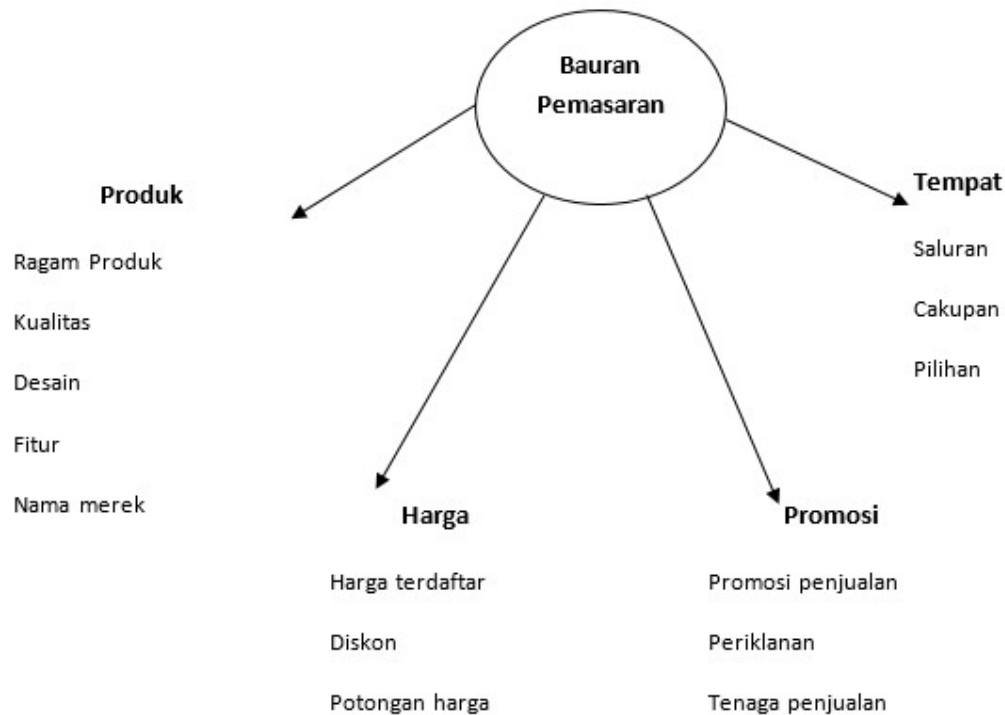 Bauran
Pemasaran
Produk
Ragam Produk
Kualitas
Desain
Fitur
Nama merek
Harga
Harga terdaftar
Diskon
Potongan harga
Promosi
Promosi penjualan
Periklanan
Tenaga penjualan
Tempat
Saluran
Cakupan
Pilihan